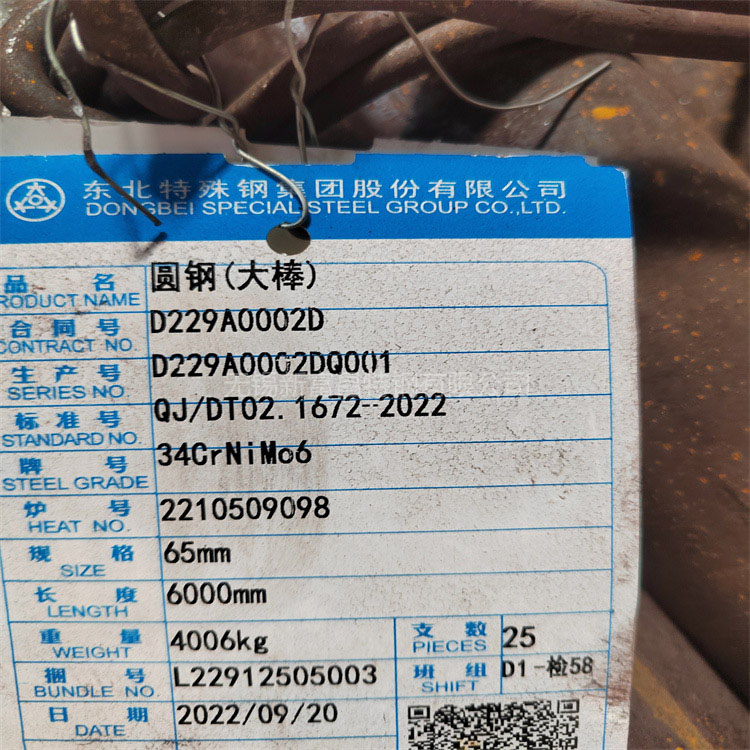 东北特殊钢集团股份有限公司
DONGBEI SPECIAL STEEL GROUP CO.,LTD.
品 名 圆钢(大棒)
RODUCT NAME
合同号 D229A0002D
CONTRACT NO.
生产号 D229A0002DQ001
SERIES NO.
标准号 QJ/DT02.1672-2022
STANDARD NO.
牌 号 34CrNiMo6
STEEL GRADE
炉 号 2210509098
HEAT NO.
规 格 65mm
SIZE
长 度 6000mm
LENGTH
重 量 4006kg 支 数 25
WEIGHT PIECES
捆 号 L22912505003 班 组 D1-检58
BUNDLE NO. SHIFT
日 期 2022/09/20
DATE